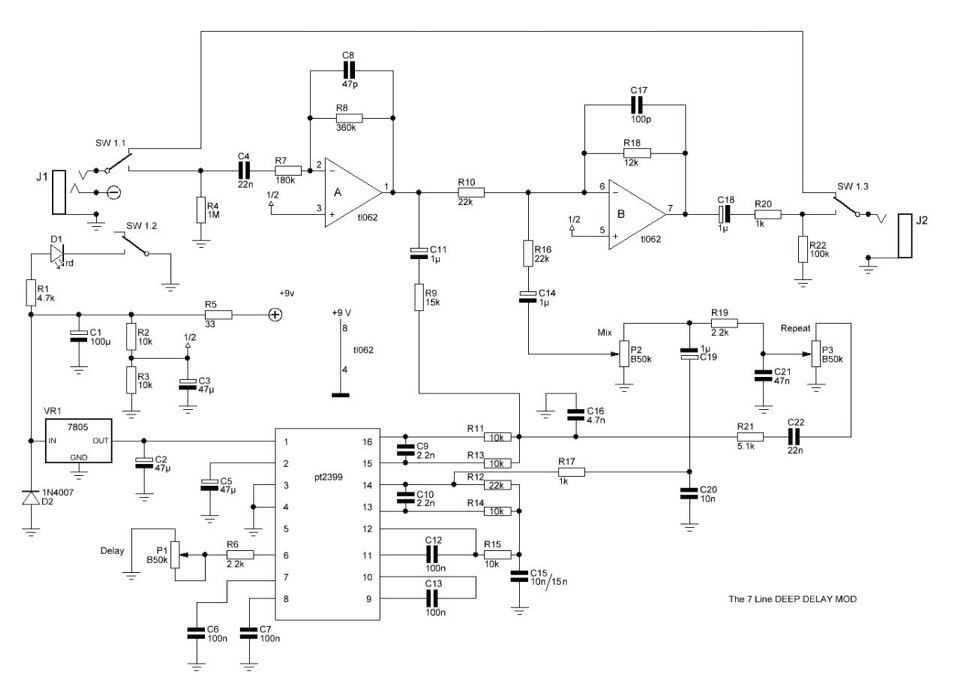 C8
47p
R8
360k
C17
100p
R18
12k
SW 1.1
J1
C4
22n
R7
180k
2
−
A
1
3
+
tl062
1/2
R4
1M
R10
22k
6
−
B
7
5
+
tl062
1/2
C18
1µ
R20
1k
SW 1.3
J2
R22
100k
SW 1.2
D1
rd
R1
4.7k
C11
1µ
R9
15k
R16
22k
C14
1µ
+9v
R5
33
C1
100µ
R2
10k
1/2
R3
10k
C3
47µ
+9 V
8
tl062
4
Mix
P2
B50k
1µ
C19
R19
2.2k
Repeat
P3
B50k
C21
47n
VR1
7805
IN
OUT
GND
C2
47µ
1N4007
D2
C5
47µ
pt2399
1
2
3
4
5
6
7
8
16
15
14
13
12
11
10
9
C16
4.7n
R11
10k
C9
2.2n
R13
10k
R12
22k
R17
1k
C10
2.2n
R14
10k
R21
5.1k
C22
22n
C20
10n
Delay
P1
B50k
R6
2.2k
C12
100n
R15
10k
C13
100n
C15
10n/15n
C6
100n
C7
100n
The 7 Line DEEP DELAY MOD